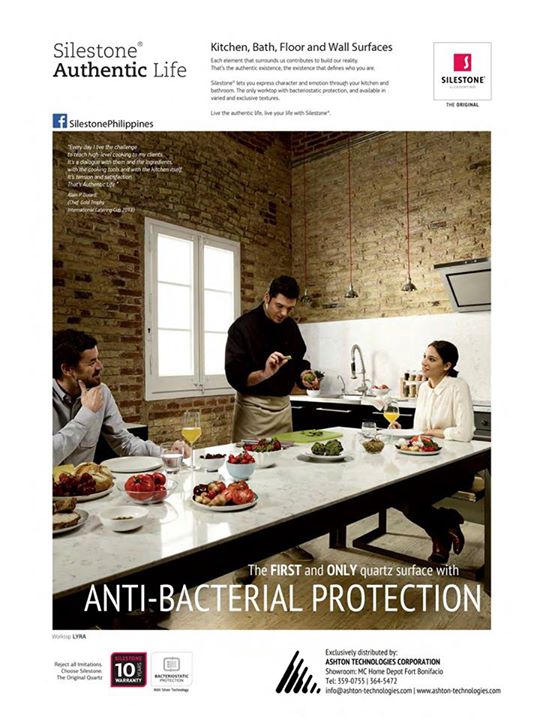 Silestone®
Authentic Life
Kitchen, Bath, Floor and Wall Surfaces
Each element that surrounds us contributes to build our reality.
That's the authentic existence, the existence that defines who you are.
Silestone® lets you express character and emotion through your kitchen and
bathroom. The only worktop with bacteriostatic protection, and available in
varied and exclusive textures.
Live the authentic life, live your life with Silestone®.
SILESTONE®
THE ORIGINAL
f SilestonePhilippines
"Every day I live the challenge
to reach high-level cooking to my clients.
It's a dialogue with them and the ingredients,
with the cooking tools and with the kitchen itself.
It's tension and satisfaction.
That's Authentic Life."
(Chef. Gold Trophy
International Catering Cup 2013)
The FIRST and ONLY quartz surface with
ANTI-BACTERIAL PROTECTION
Worktop LYRA
Reject all Imitations.
Choose Silestone:
The Original Quartz
SILESTONE
10 YEARS
WARRANTY
BACTERIOSTATIC
PROTECTION
With Silver Technology
Exclusively distributed by:
ASHTON TECHNOLOGIES CORPORATION
Showroom: MC Home Depot Fort Bonifacio
Tel: 359-0755 | 364-5472
info@ashton-technologies.com | www.ashton-technologies.com